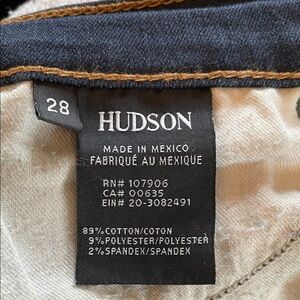 28
HUDSON
MADE IN MEXICO
FABRIQUÉ AU MEXIQUE
RN# 107906
CA# 00635
EIN# 20-3082491
89% COTTON/COTON
9% POLYESTER/POLYESTER
2% SPANDEX/SPANDEX